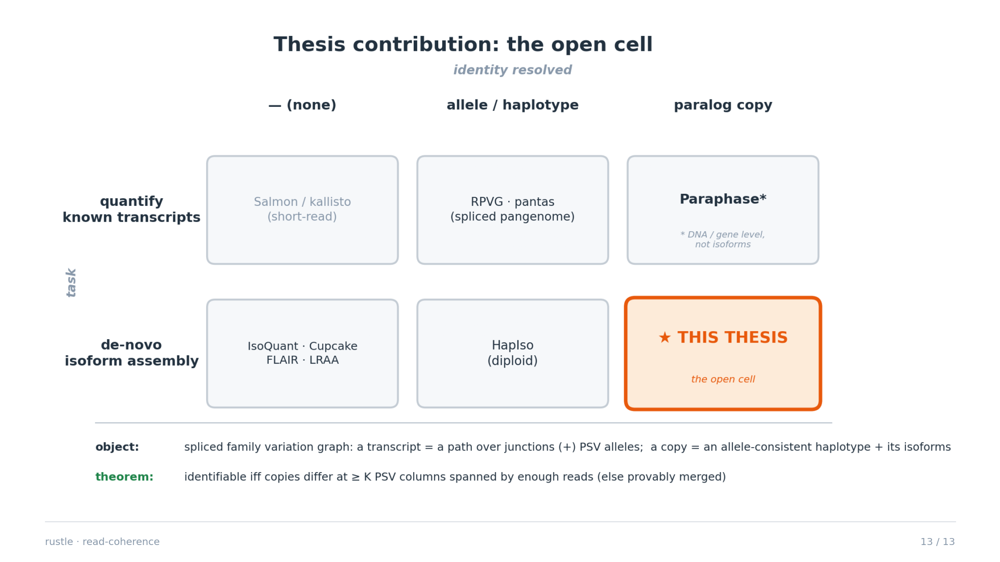 Thesis contribution: the open cell
identity resolved
— (none)
allele / haplotype
paralog copy
quantify
known transcripts
Salmon / kallisto
(short-read)
RPVG · pantas
(spliced pangenome)
Paraphase*
* DNA / gene level,
not isoforms
task
de-novo
isoform assembly
IsoQuant · Cupcake
FLAIR · LRAA
HapIso
(diploid)
★ THIS THESIS
the open cell
object: spliced family variation graph: a transcript = a path over junctions (+) PSV alleles;  a copy = an allele-consistent haplotype + its isoforms
theorem: identifiable iff copies differ at ≥ K PSV columns spanned by enough reads (else provably merged)
rustle · read-coherence
13 / 13